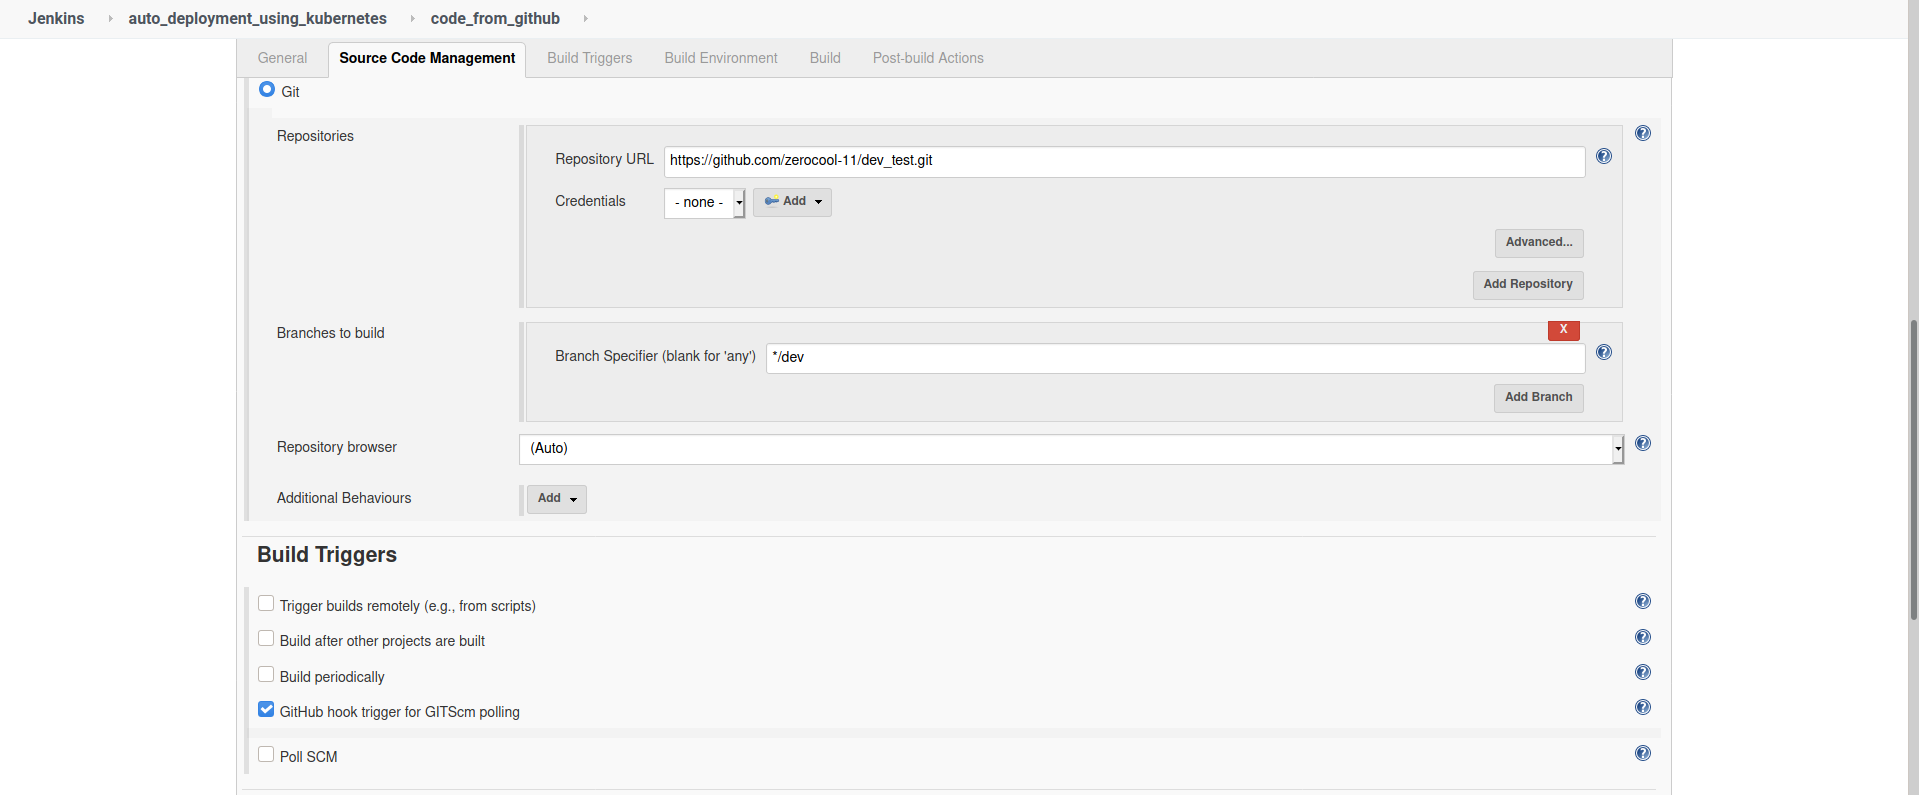 Jenkins auto_deployment_using_kubernetes code_from_github
General Source Code Management Build Triggers Build Environment Build Post-build Actions
Git
Repositories
Repository URL https://github.com/zerocool-11/dev_test.git
Credentials - none - Add
Advanced...
Add Repository
Branches to build
X
Branch Specifier (blank for 'any') */dev
Add Branch
Repository browser (Auto)
Additional Behaviours Add
Build Triggers
Trigger builds remotely (e.g., from scripts)
Build after other projects are built
Build periodically
GitHub hook trigger for GITScm polling
Poll SCM